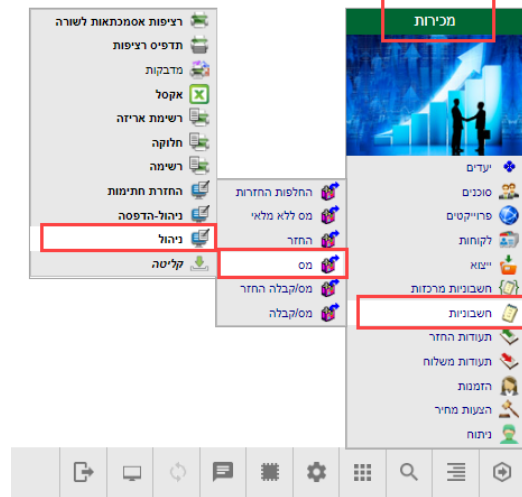 מכירות
יעדים
סוכנים
פרוייקטים
לקוחות
ייצוא
חשבוניות מרכזות
חשבוניות
תעודות החזר
תעודות משלוח
הזמנות
הצעות מחיר
ניתוח
החלפות החזרות
מס ללא מלאי
החזר
מס
מס/קבלה החזר
מס/קבלה
רציפות אסמכתאות לשורה
תדפיס רציפות
מדבקות
אקסל
רשימת אריזה
חלוקה
רשימה
החזרת חתימות
ניהול-הדפסה
ניהול
קליטה